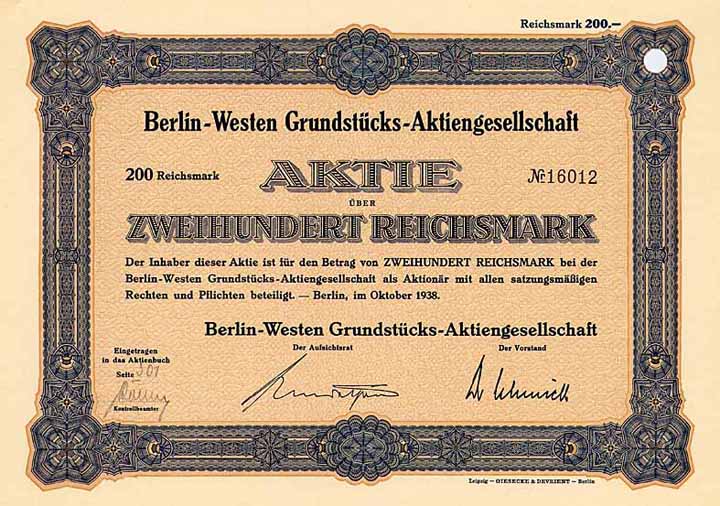 Reichsmark 200.—
Berlin-Westen Grundstücks-Aktiengesellschaft
200 Reichsmark AKTIE № 16012
ÜBER
ZWEIHUNDERT REICHSMARK
Der Inhaber dieser Aktie ist für den Betrag von ZWEIHUNDERT REICHSMARK bei der
Berlin-Westen Grundstücks-Aktiengesellschaft als Aktionär mit allen satzungsmäßigen
Rechten und Pflichten beteiligt. — Berlin, im Oktober 1938.
Berlin-Westen Grundstücks-Aktiengesellschaft
Der Aufsichtsrat Der Vorstand
Eingetragen
in das Aktienbuch
Seite 501
Kontrollbeamter
Leipzig — GIESECKE & DEVRIENT — Berlin